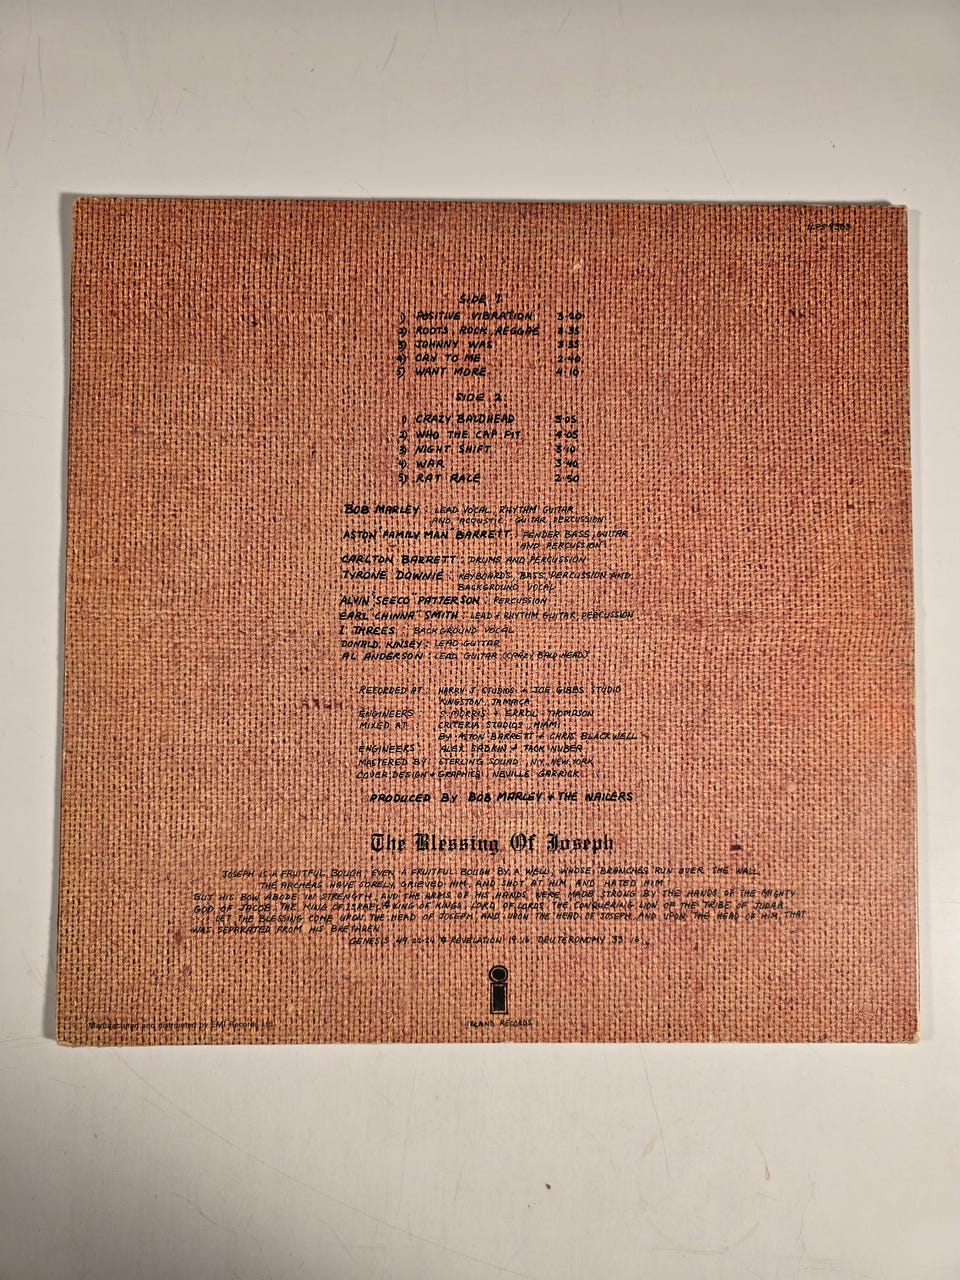 ILPS 9383
SIDE 1
1) POSITIVE VIBRATION 3·20
2) ROOTS, ROCK, REGGAE 3·35
3) JOHNNY WAS 3·35
4) CRY TO ME 2·40
5) WANT MORE 4·10
SIDE 2
1) CRAZY BALDHEAD 3·05
2) WHO THE CAP FIT 4·05
3) NIGHT SHIFT 3·10
4) WAR 3·40
5) RAT RACE 2·50
BOB MARLEY : LEAD VOCAL, RHYTHM GUITAR
AND ACOUSTIC GUITAR, PERCUSSION
ASTON 'FAMILY MAN' BARRETT : FENDER BASS, GUITAR
AND PERCUSSION
CARLTON BARRETT : DRUMS AND PERCUSSION
TYRONE DOWNIE : KEYBOARDS, BASS, PERCUSSION AND
BACKGROUND VOCAL
ALVIN 'SEECO' PATTERSON : PERCUSSION
EARL 'CHINNA' SMITH : LEAD + RHYTHM GUITAR, PERCUSSION
I THREES : BACKGROUND VOCAL
DONALD KINSEY : LEAD GUITAR
AL ANDERSON : LEAD GUITAR (CRAZY BALD HEAD)
RECORDED AT : HARRY J. STUDIOS + JOE GIBBS STUDIO
KINGSTON, JAMAICA
ENGINEERS : S. MORRIS + ERROL THOMPSON
MIXED AT : CRITERIA STUDIOS, MIAMI
BY ASTON BARRETT + CHRIS BLACKWELL
ENGINEERS : ALEX SADKIN + JACK NUBER
MASTERED BY STERLING SOUND, N.Y. NEW YORK
COVER DESIGN + GRAPHICS : NEVILLE GARRICK
PRODUCED BY BOB MARLEY + THE WAILERS
The Blessing Of Joseph
JOSEPH IS A FRUITFUL BOUGH, EVEN A FRUITFUL BOUGH BY A WELL; WHOSE BRANCHES RUN OVER THE WALL
THE ARCHERS HAVE SORELY GRIEVED HIM, AND SHOT AT HIM, AND HATED HIM
BUT HIS BOW ABODE IN STRENGTH, AND THE ARMS OF HIS HANDS WERE MADE STRONG BY THE HANDS OF THE MIGHTY
GOD OF JACOB, THE KING OF ISRAEL & KING OF KINGS, LORD OF LORDS, THE CONQUERING LION OF THE TRIBE OF JUDAH
LET THE BLESSING COME UPON THE HEAD OF JOSEPH, AND UPON THE HEAD OF JOSEPH, AND UPON THE HEAD OF HIM THAT
WAS SEPARATED FROM HIS BRETHREN
GENESIS 49:22-24 & REVELATION 19:16, DEUTERONOMY 33:16
ISLAND RECORDS
Manufactured and distributed by EMI Records Ltd.